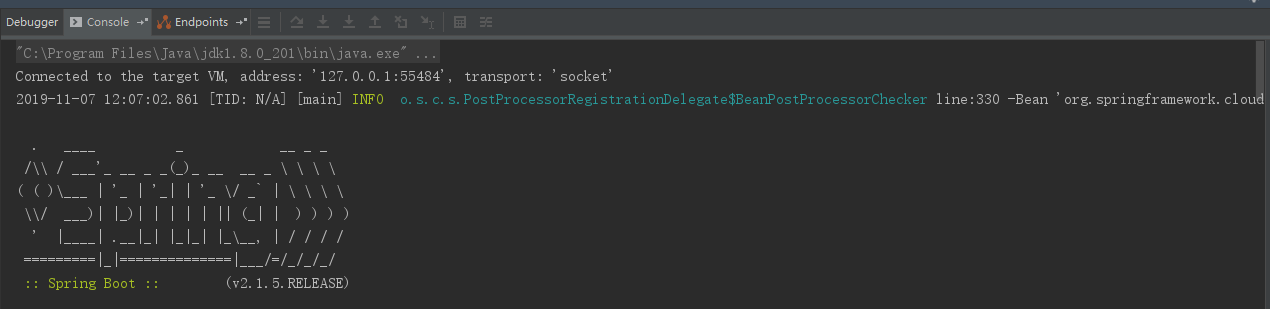 Debugger Console Endpoints
"C:\Program Files\Java\jdk1.8.0_201\bin\java.exe" ...
Connected to the target VM, address: '127.0.0.1:55484', transport: 'socket'
2019-11-07 12:07:02.861 [TID: N/A] [main] INFO  o.s.c.s.PostProcessorRegistrationDelegate$BeanPostProcessorChecker line:330 -Bean 'org.springframework.cloud
  .   ____          _            __ _ _
 /\\ / ___'_ __ _ _(_)_ __  __ _ \ \ \ \
( ( )\___ | '_ | '_| | '_ \/ _` | \ \ \ \
 \\/  ___)| |_)| | | | | || (_| |  ) ) ) )
  '  |____| .__|_| |_|_| |_\__, | / / / /
 =========|_|==============|___/=/_/_/_/
 :: Spring Boot ::        (v2.1.5.RELEASE)